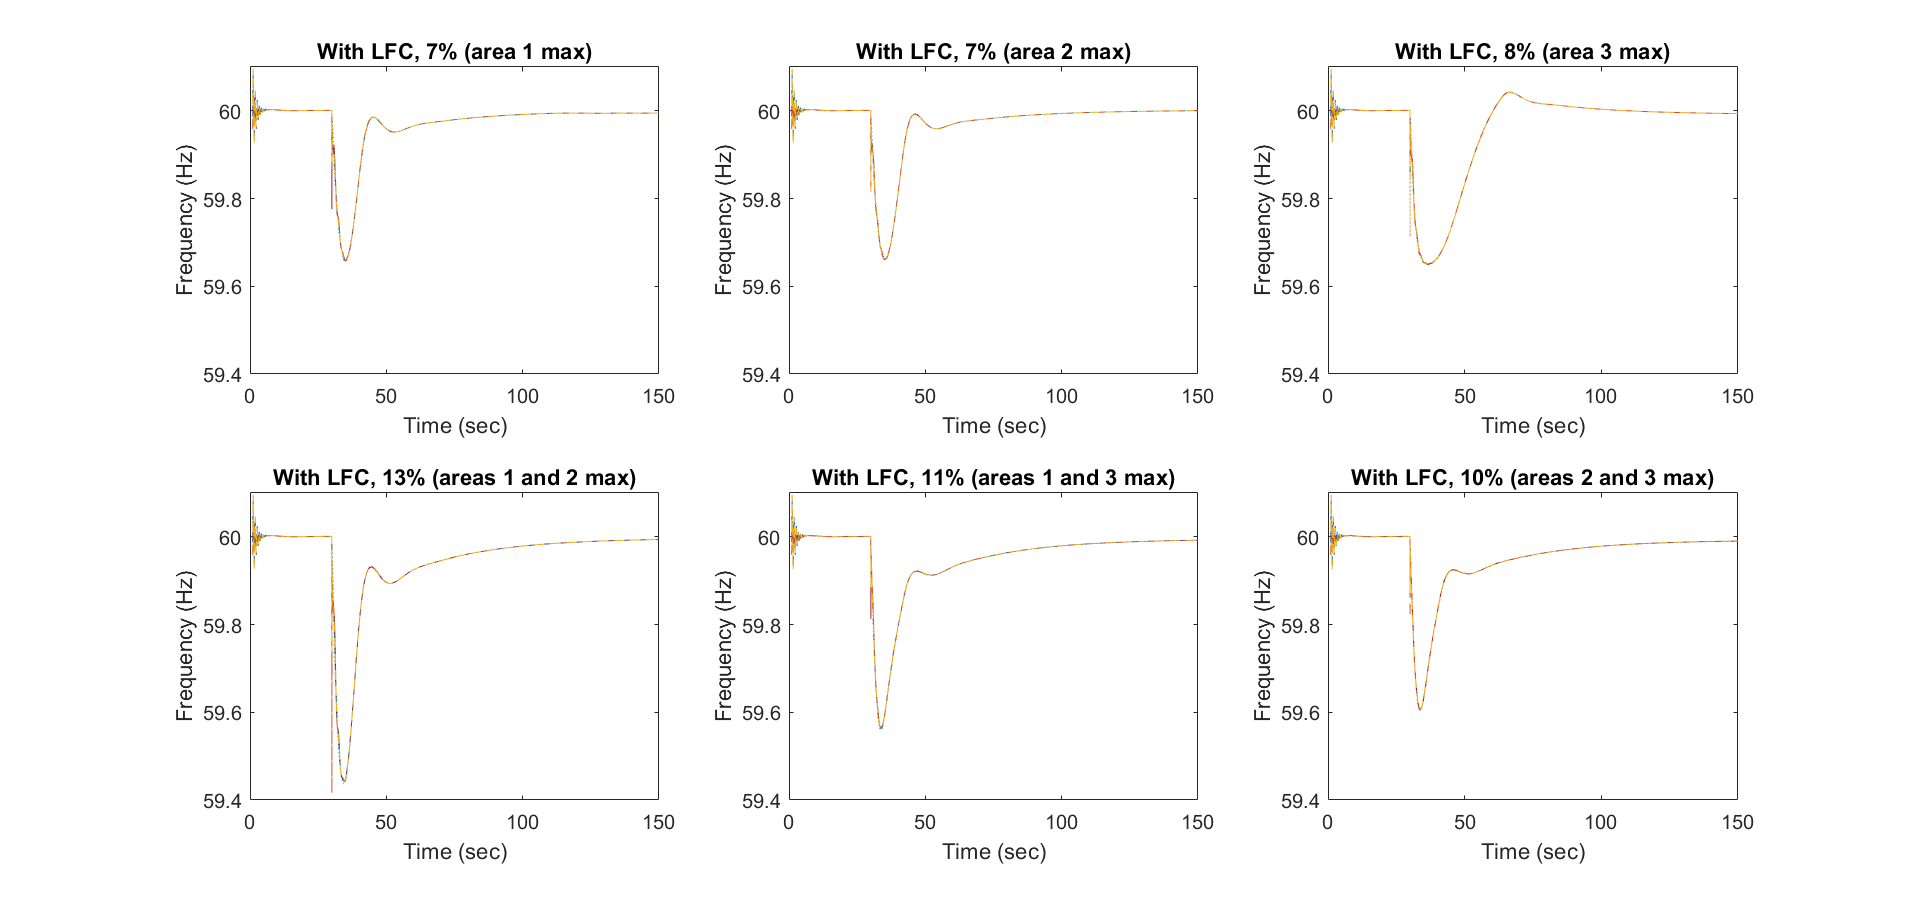 With LFC, 7% (area 1 max)
60
59.8
59.6
59.4
Frequency (Hz)
0 50 100 150
Time (sec)
With LFC, 7% (area 2 max)
60
59.8
59.6
59.4
Frequency (Hz)
0 50 100 150
Time (sec)
With LFC, 8% (area 3 max)
60
59.8
59.6
59.4
Frequency (Hz)
0 50 100 150
Time (sec)
With LFC, 13% (areas 1 and 2 max)
60
59.8
59.6
59.4
Frequency (Hz)
0 50 100 150
Time (sec)
With LFC, 11% (areas 1 and 3 max)
60
59.8
59.6
59.4
Frequency (Hz)
0 50 100 150
Time (sec)
With LFC, 10% (areas 2 and 3 max)
60
59.8
59.6
59.4
Frequency (Hz)
0 50 100 150
Time (sec)